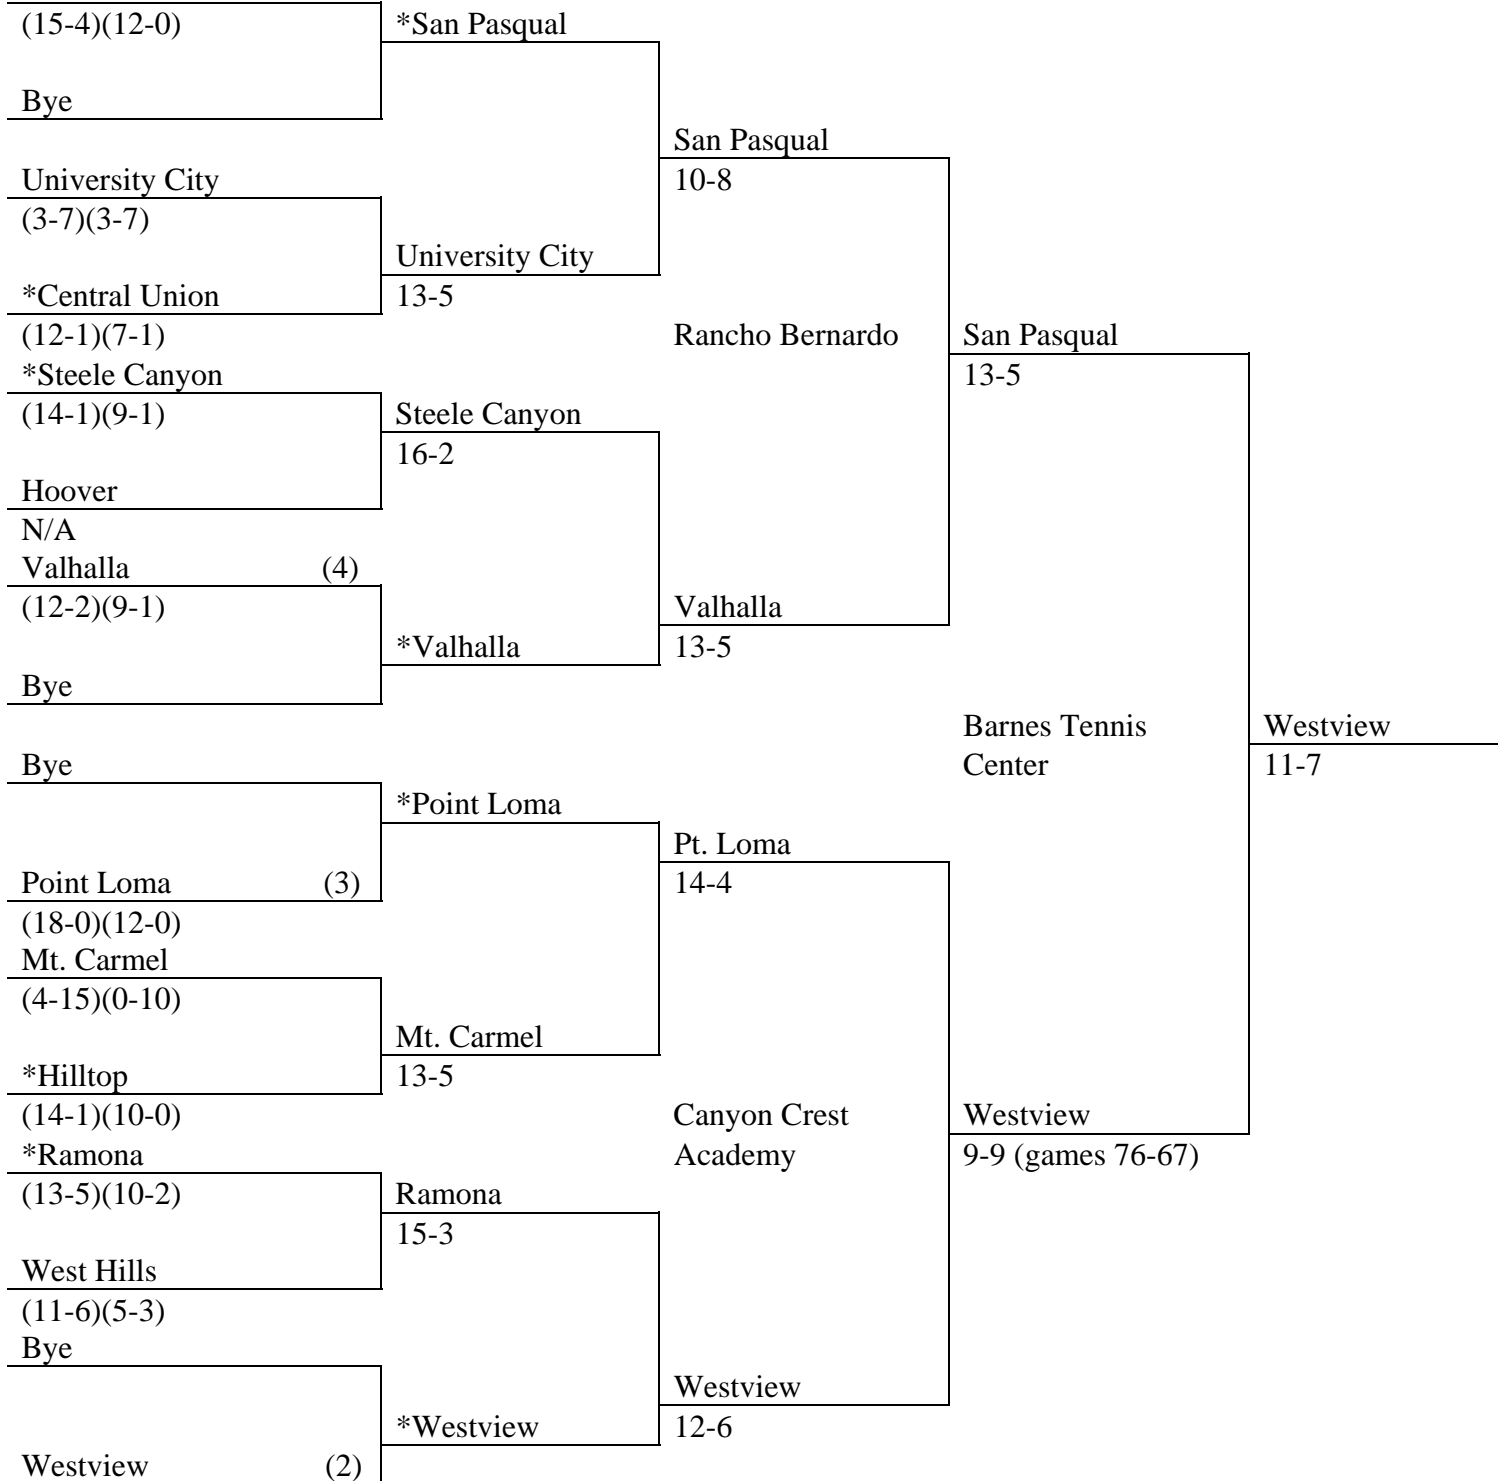 (15-4)(12-0)
*San Pasqual
Bye
San Pasqual
University City
10-8
(3-7)(3-7)
University City
*Central Union
13-5
(12-1)(7-1)
Rancho Bernardo
San Pasqual
*Steele Canyon
13-5
(14-1)(9-1)
Steele Canyon
16-2
Hoover
N/A
Valhalla (4)
(12-2)(9-1)
Valhalla
*Valhalla
13-5
Bye
Barnes Tennis
Center
Westview
11-7
Bye
*Point Loma
Pt. Loma
Point Loma (3)
14-4
(18-0)(12-0)
Mt. Carmel
(4-15)(0-10)
Mt. Carmel
*Hilltop
13-5
(14-1)(10-0)
Canyon Crest
Academy
Westview
9-9 (games 76-67)
*Ramona
(13-5)(10-2)
Ramona
15-3
West Hills
(11-6)(5-3)
Bye
Westview
*Westview
12-6
Westview (2)